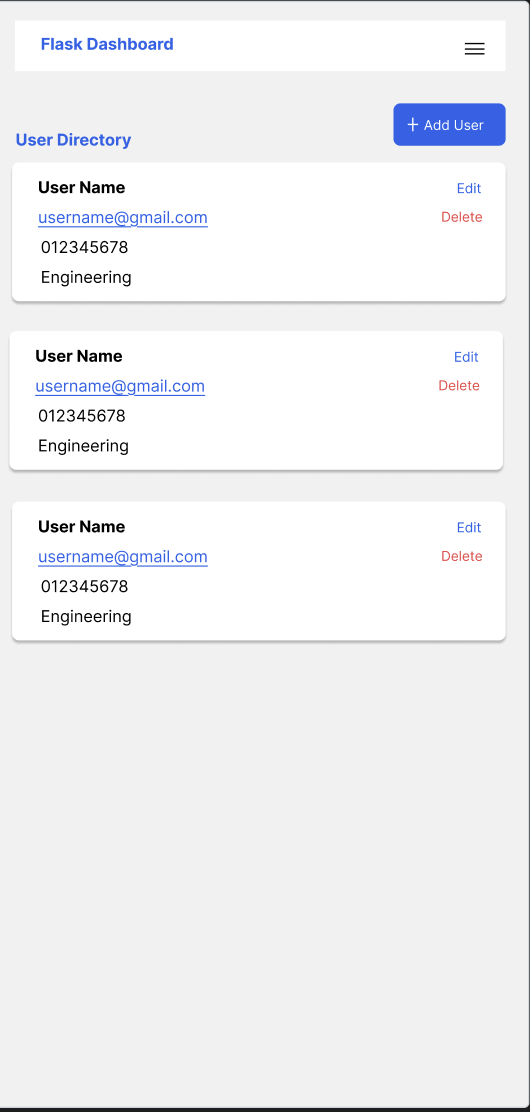 Flask Dashboard
+ Add User
User Directory
User Name
Edit
username@gmail.com
Delete
012345678
Engineering
User Name
Edit
username@gmail.com
Delete
012345678
Engineering
User Name
Edit
username@gmail.com
Delete
012345678
Engineering